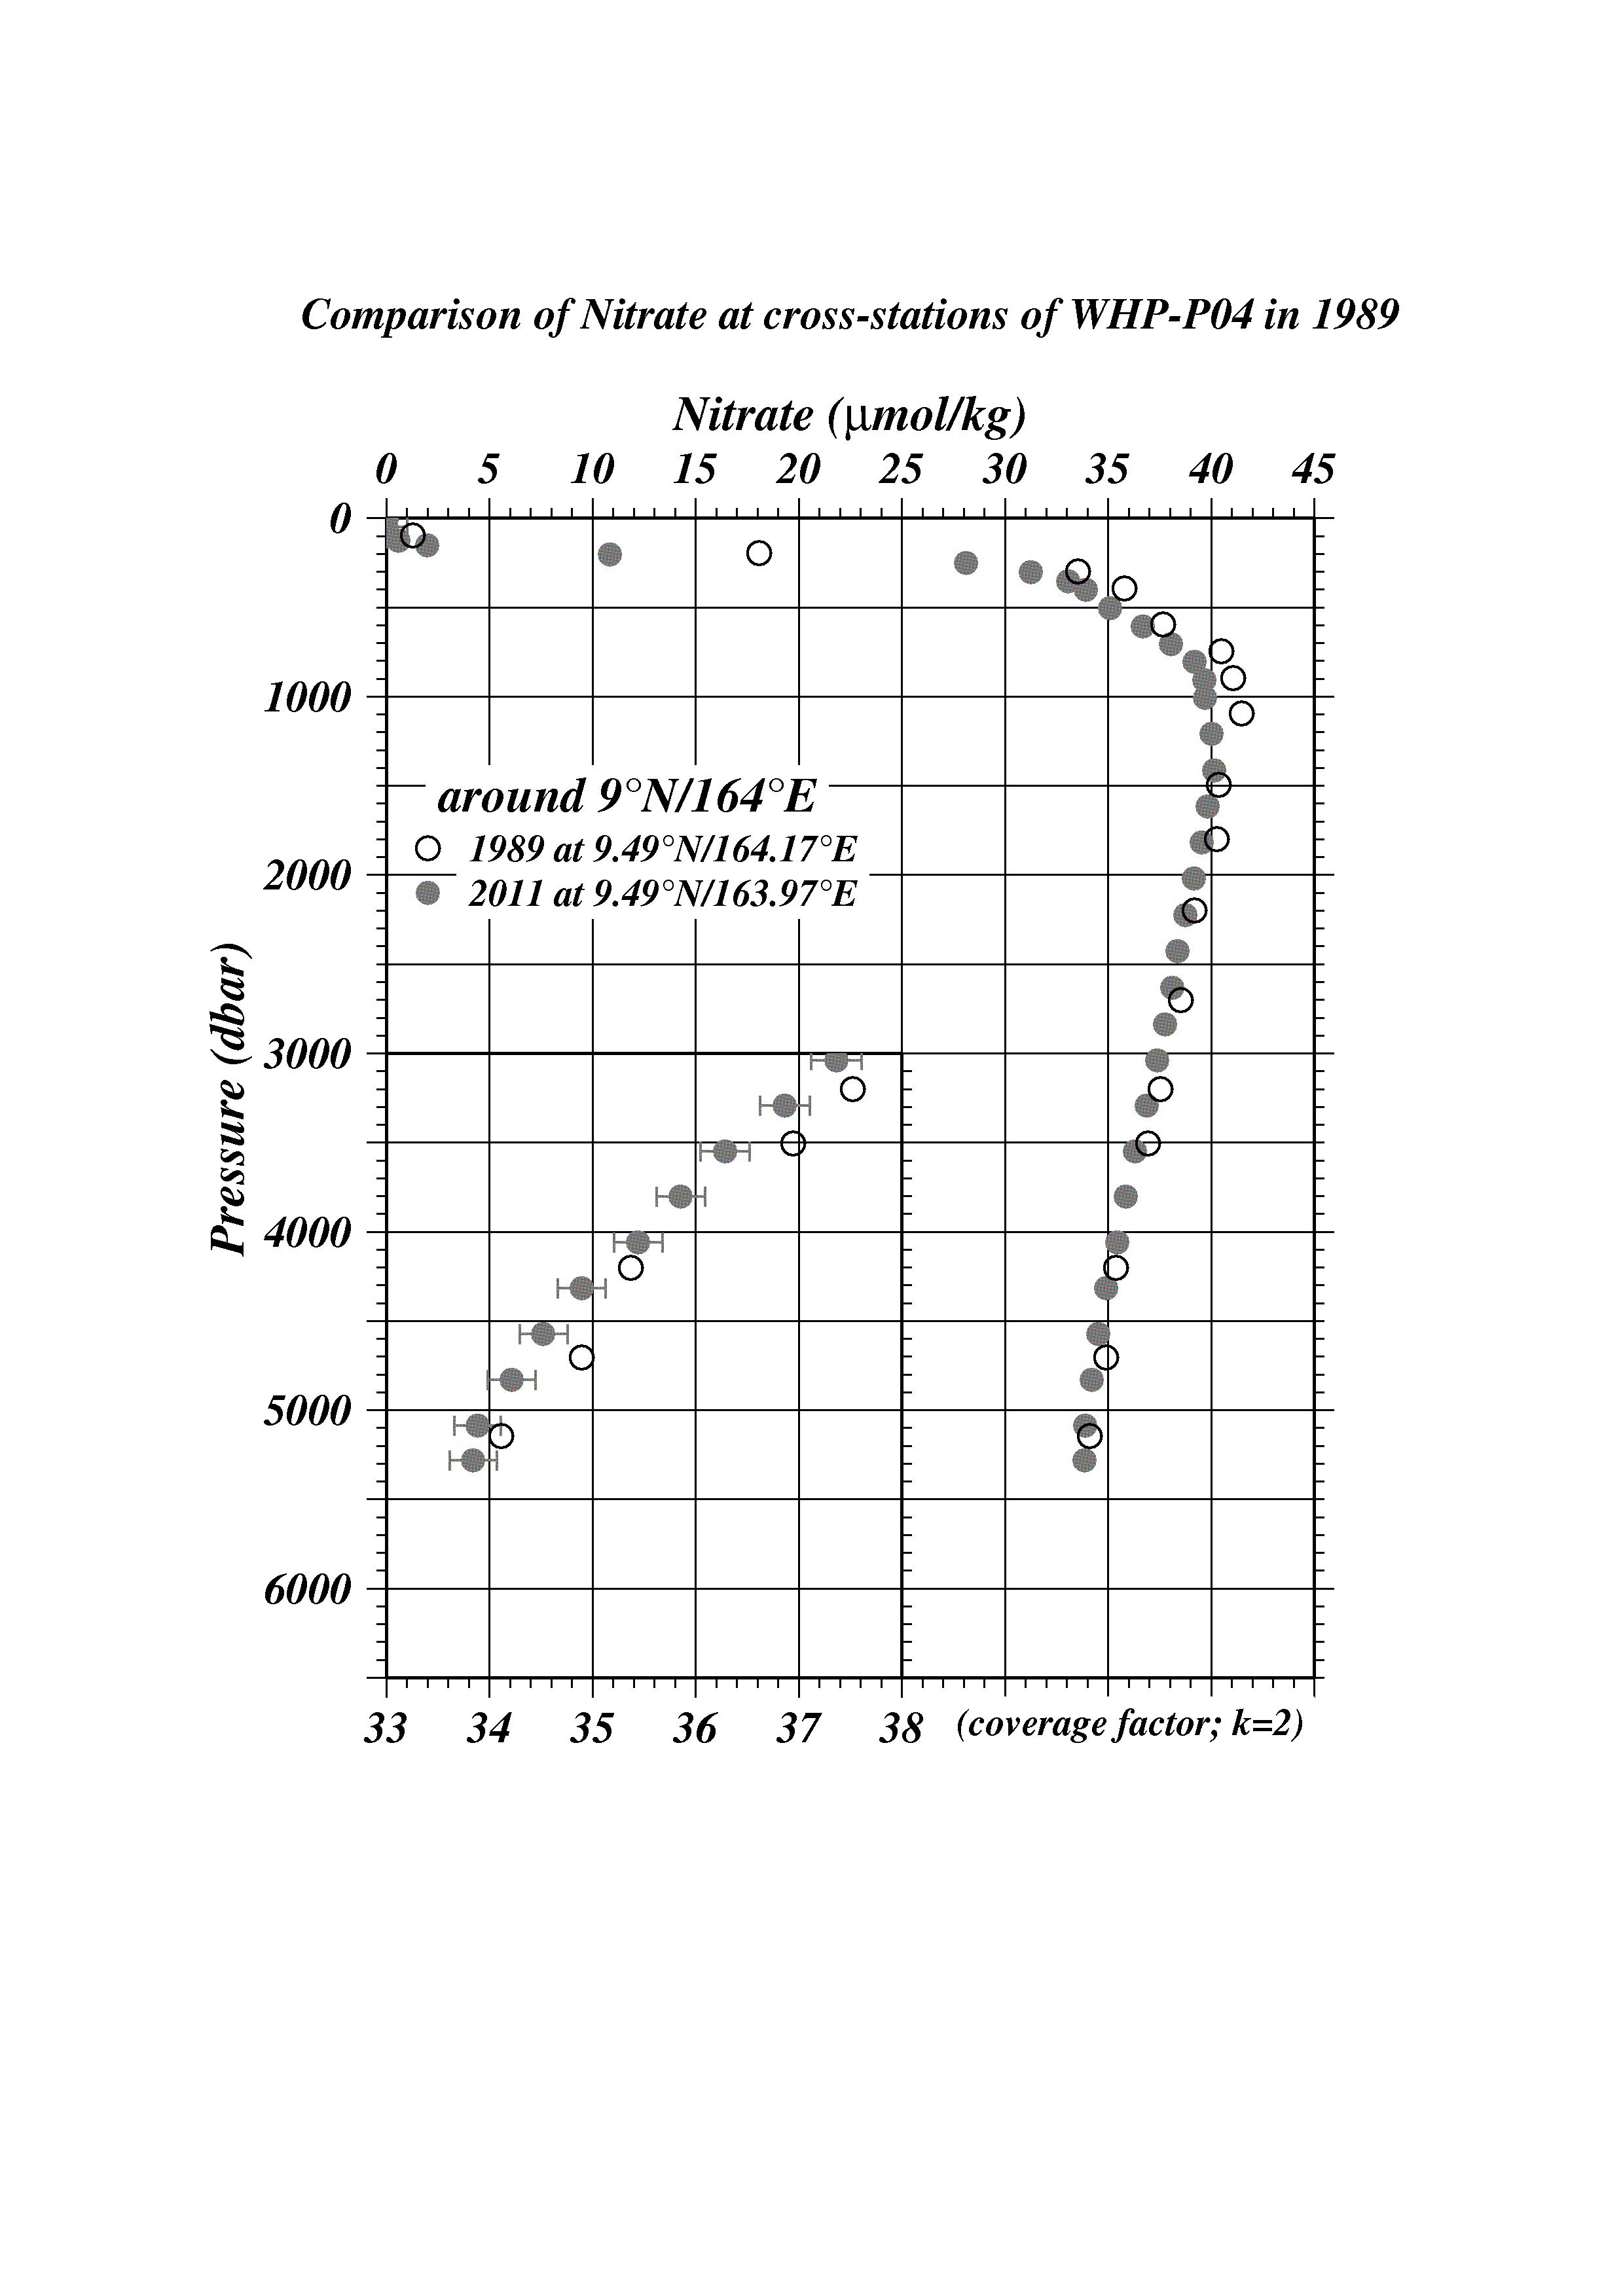 Comparison of Nitrate at cross-stations of WHP-P04 in 1989
Nitrate (μmol/kg)
0 5 10 15 20 25 30 35 40 45
0
1000
around 9°N/164°E
1989 at 9.49°N/164.17°E
2000
2011 at 9.49°N/163.97°E
Pressure (dbar)
3000
4000
5000
6000
33 34 35 36 37 38 (coverage factor; k=2)